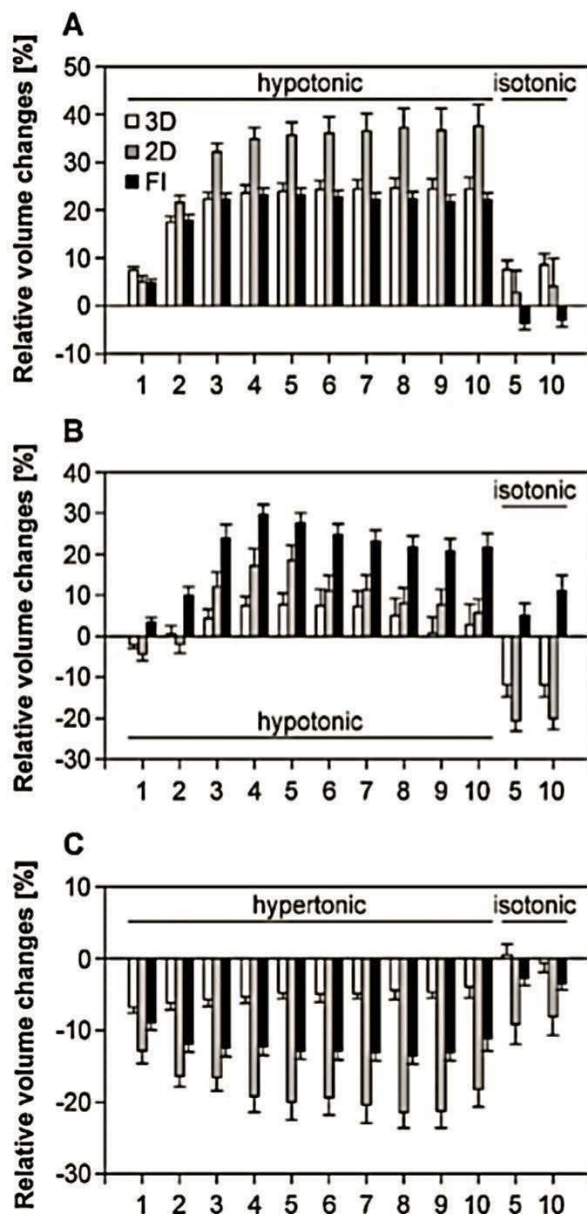 A
Relative volume changes [%]
50
40
30
20
10
0
-10
hypotonic
isotonic
3D
2D
FI
1 2 3 4 5 6 7 8 9 10 5 10
B
Relative volume changes [%]
40
30
20
10
0
-10
-20
-30
isotonic
hypotonic
1 2 3 4 5 6 7 8 9 10 5 10
C
Relative volume changes [%]
10
0
-10
-20
-30
hypertonic
isotonic
1 2 3 4 5 6 7 8 9 10 5 10